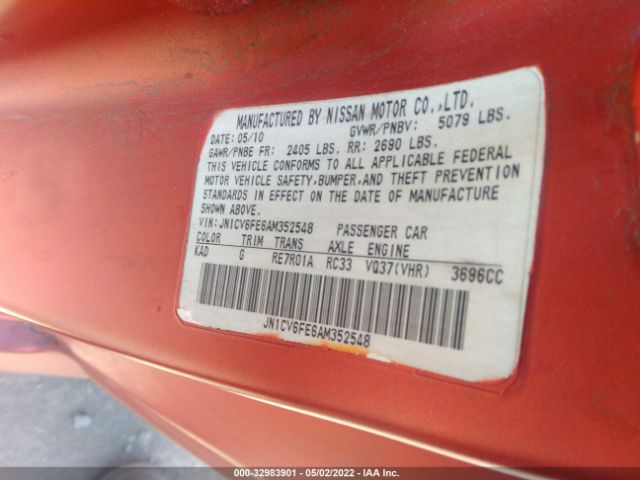 MANUFACTURED BY NISSAN MOTOR CO.,LTD.
DATE: 05/10 GVWR/PNBV: 5079 LBS.
GAWR/PNBE FR: 2405 LBS. RR: 2690 LBS.
THIS VEHICLE CONFORMS TO ALL APPLICABLE FEDERAL
MOTOR VEHICLE SAFETY,BUMPER,AND THEFT PREVENTION
STANDARDS IN EFFECT ON THE DATE OF MANUFACTURE
SHOWN ABOVE.
VIN: JN1CV6FE6AM352548 PASSENGER CAR
COLOR TRIM TRANS AXLE ENGINE
KAD G RE7R01A RC33 VQ37(VHR) 3696CC
JN1CV6FE6AM352548
000-32983901 - 05/02/2022 - IAA Inc.